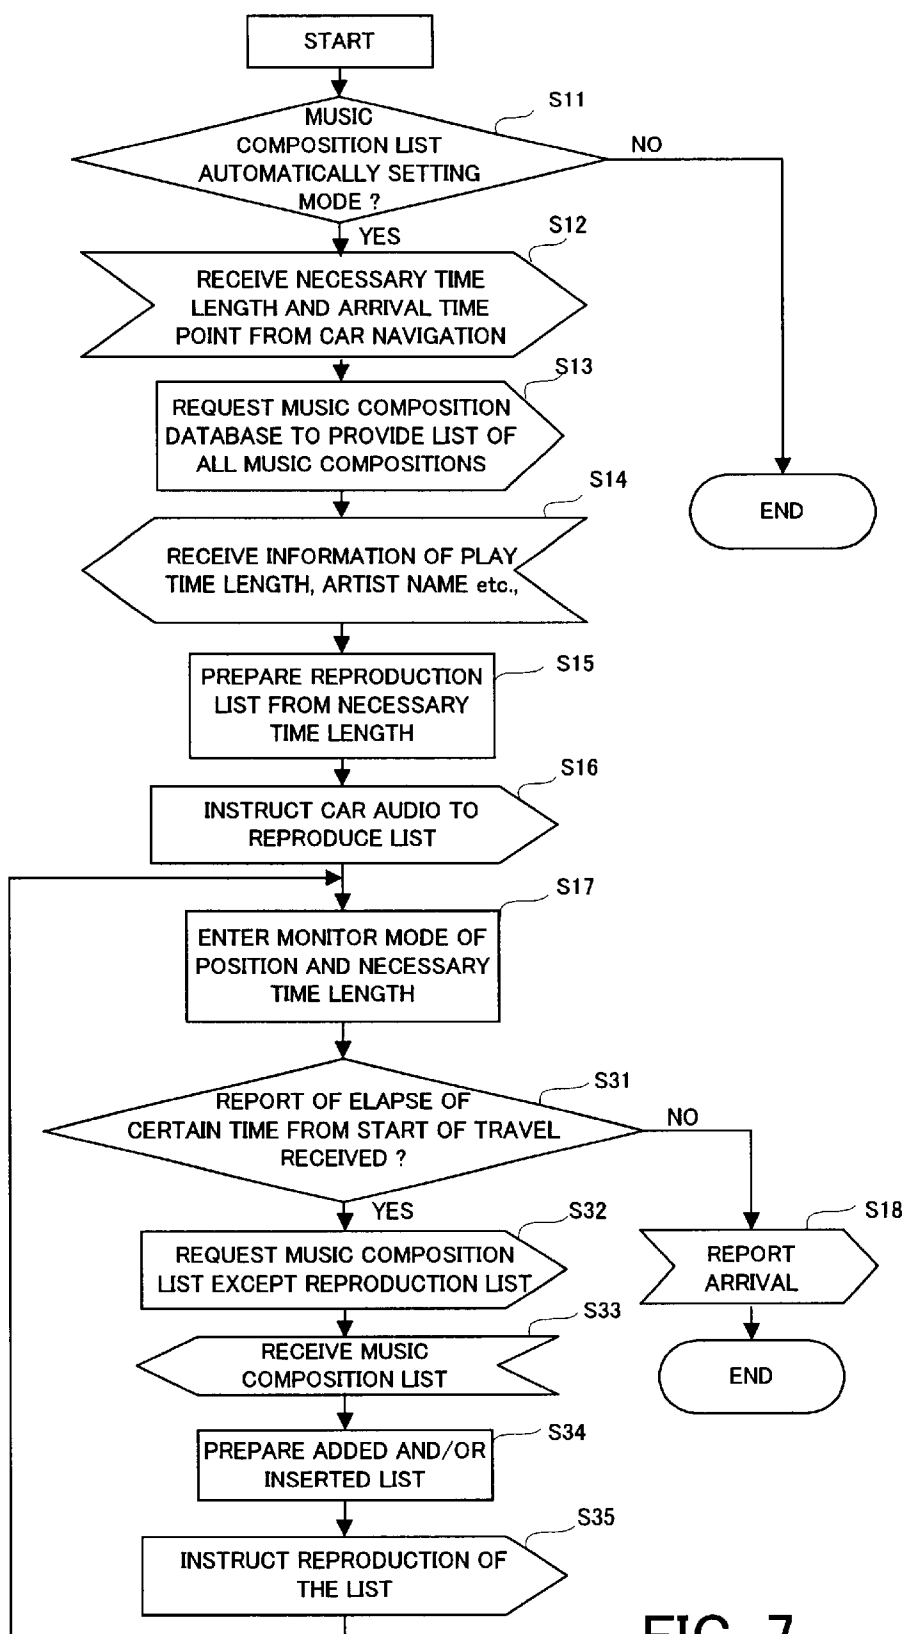 START
S11
MUSIC
COMPOSITION LIST
AUTOMATICALLY SETTING
MODE ?
NO
YES
S12
RECEIVE NECESSARY TIME
LENGTH AND ARRIVAL TIME
POINT FROM CAR NAVIGATION
S13
REQUEST MUSIC COMPOSITION
DATABASE TO PROVIDE LIST OF
ALL MUSIC COMPOSITIONS
S14
END
RECEIVE INFORMATION OF PLAY
TIME LENGTH, ARTIST NAME etc.,
S15
PREPARE REPRODUCTION
LIST FROM NECESSARY
TIME LENGTH
S16
INSTRUCT CAR AUDIO TO
REPRODUCE LIST
S17
ENTER MONITOR MODE OF
POSITION AND NECESSARY
TIME LENGTH
S31
REPORT OF ELAPSE OF
CERTAIN TIME FROM START OF TRAVEL
RECEIVED ?
NO
YES
S32
REQUEST MUSIC COMPOSITION
LIST EXCEPT REPRODUCTION LIST
S18
REPORT
ARRIVAL
S33
RECEIVE MUSIC
COMPOSITION LIST
END
S34
PREPARE ADDED AND/OR
INSERTED LIST
S35
INSTRUCT REPRODUCTION OF
THE LIST
FIG. 7